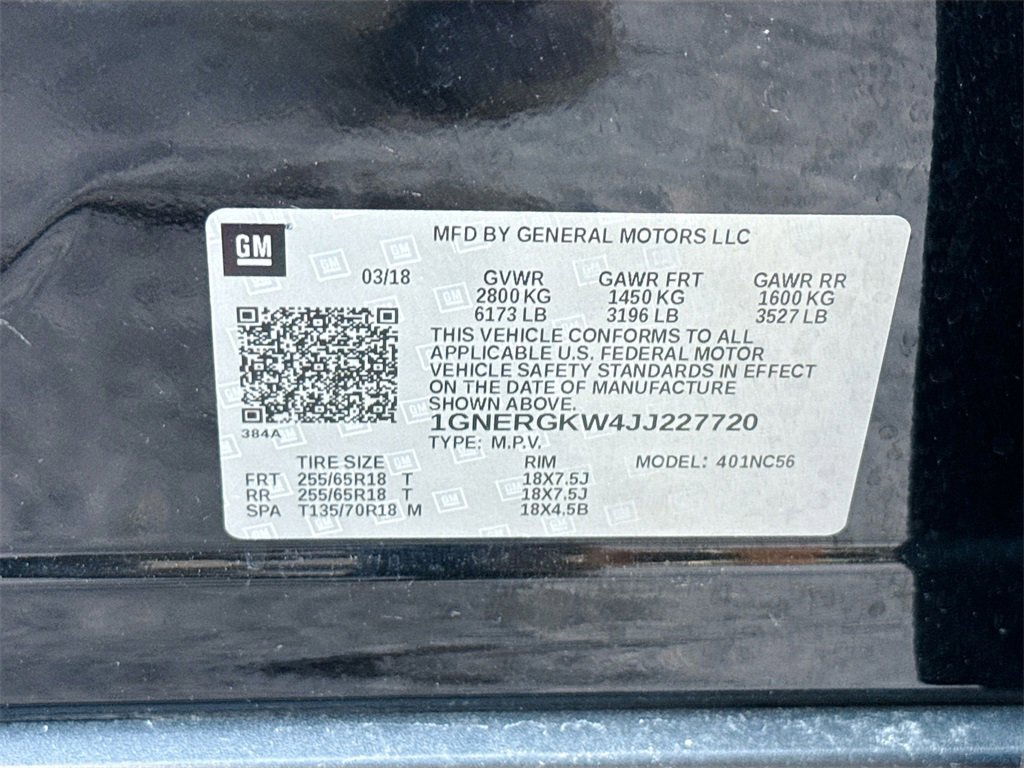 GM
MFD BY GENERAL MOTORS LLC
03/18 GVWR GAWR FRT GAWR RR
2800 KG 1450 KG 1600 KG
6173 LB 3196 LB 3527 LB
THIS VEHICLE CONFORMS TO ALL
APPLICABLE U.S. FEDERAL MOTOR
VEHICLE SAFETY STANDARDS IN EFFECT
ON THE DATE OF MANUFACTURE
SHOWN ABOVE.
384A
1GNERGKW4JJ227720
TYPE: M.P.V.
TIRE SIZE RIM MODEL: 401NC56
FRT 255/65R18 T 18X7.5J
RR 255/65R18 T 18X7.5J
SPA T135/70R18 M 18X4.5B